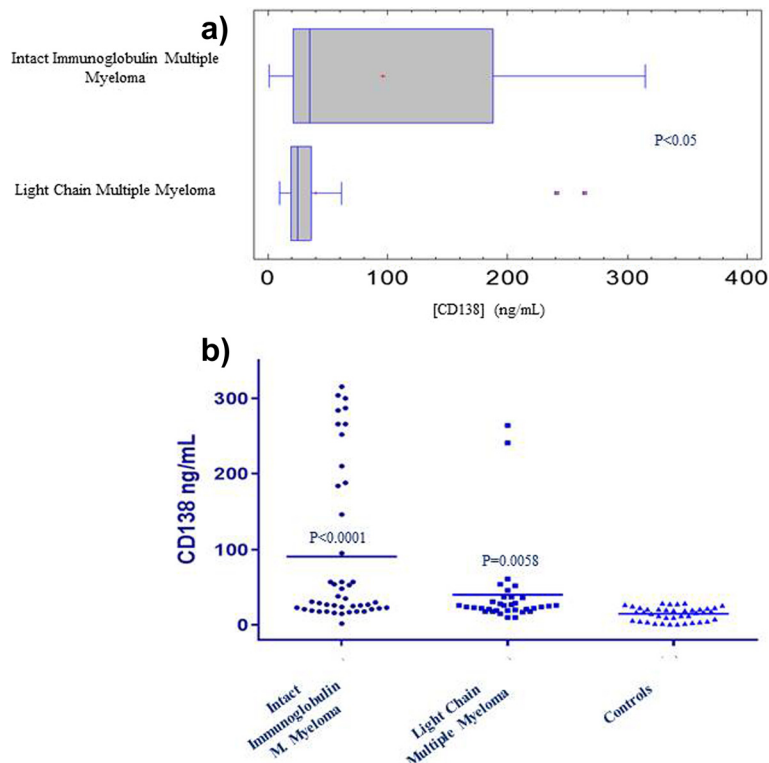 a)
Intact Immunoglobulin Multiple
Myeloma
P<0.05
Light Chain Multiple Myeloma
0 100 200 300 400
[CD138] (ng/mL)
b)
CD138 ng/mL
300
200
100
0
P<0.0001
P=0.0058
Intact
Immunoglobulin
M. Myeloma
Light Chain
Multiple Myeloma
Controls